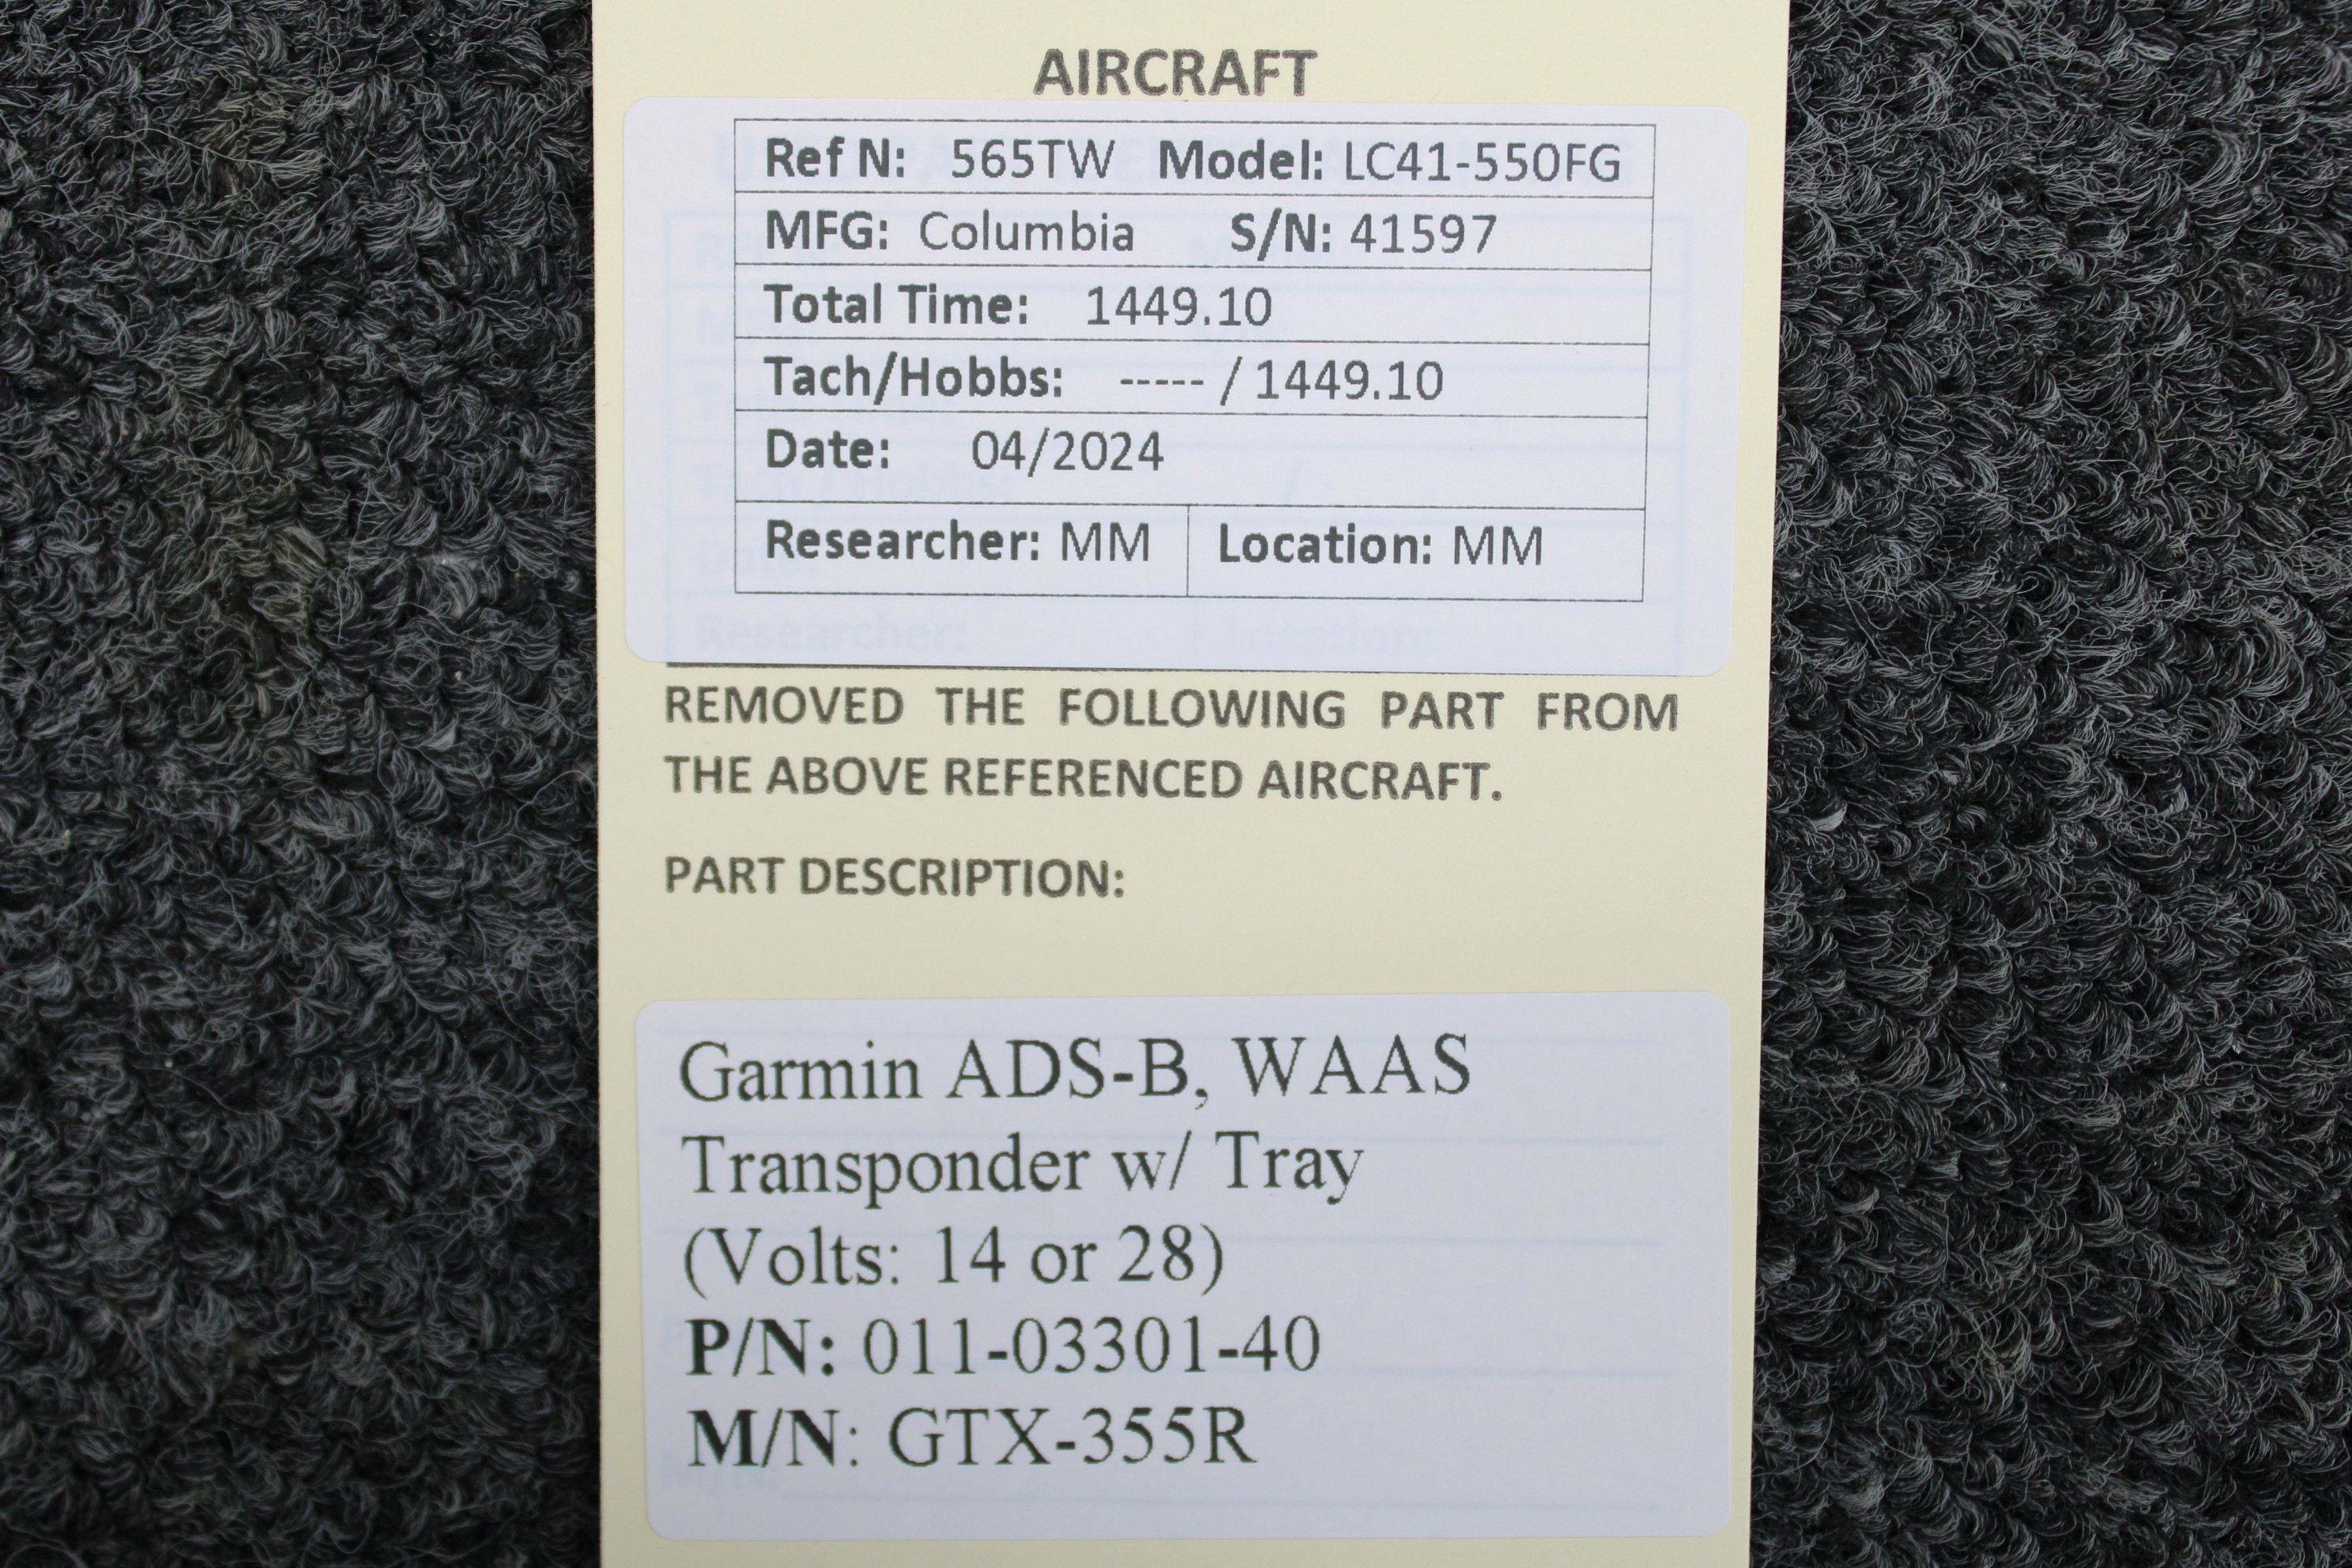 AIRCRAFT
Ref N: 565TW Model: LC41-550FG
MFG: Columbia S/N: 41597
Total Time: 1449.10
Tach/Hobbs: ----- / 1449.10
Date: 04/2024
Researcher: MM Location: MM
REMOVED THE FOLLOWING PART FROM
THE ABOVE REFERENCED AIRCRAFT.
PART DESCRIPTION:
Garmin ADS-B, WAAS
Transponder w/ Tray
(Volts: 14 or 28)
P/N: 011-03301-40
M/N: GTX-355R